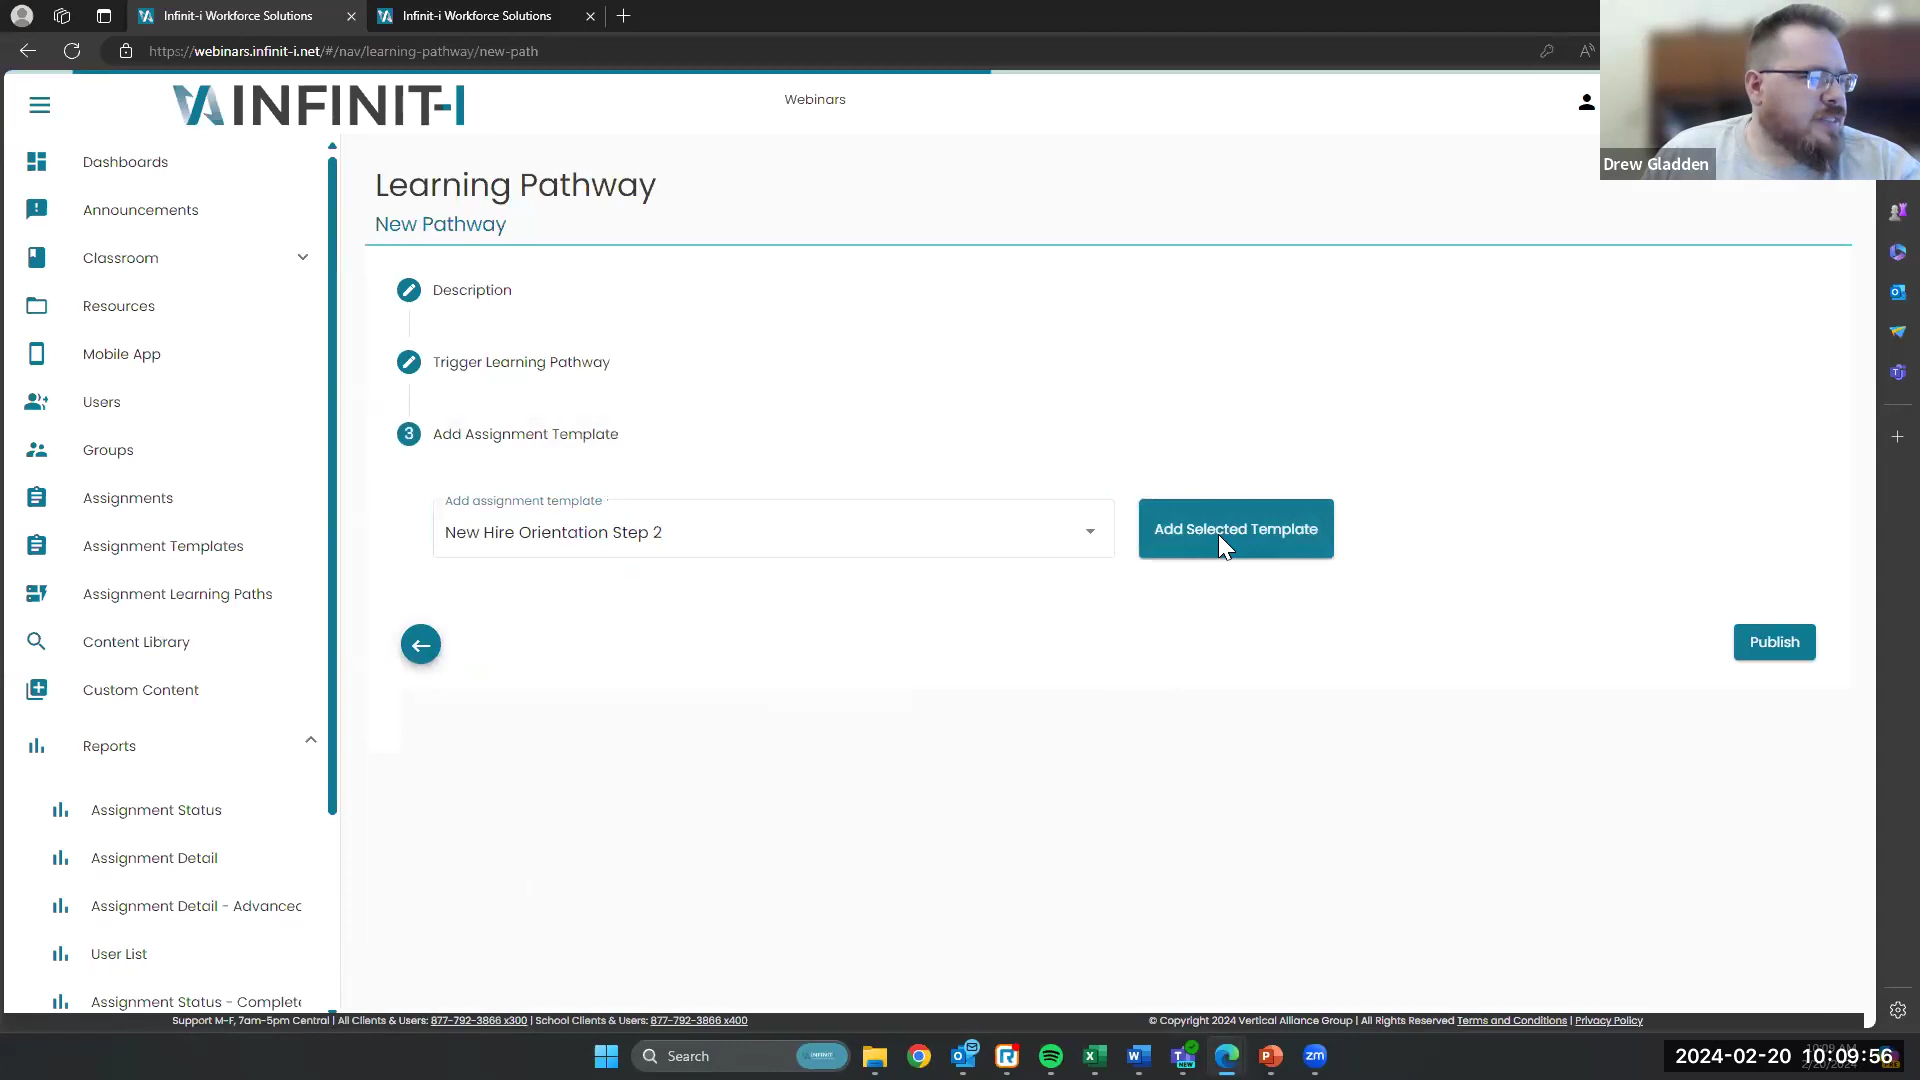 Infinit-i Workforce Solutions
Infinit-i Workforce Solutions
https://webinars.infinit-i.net/#/nav/learning-pathway/new-path
INFINIT-I
Webinars
Drew Gladden
Dashboards
Announcements
Classroom
Resources
Mobile App
Users
Groups
Assignments
Assignment Templates
Assignment Learning Paths
Content Library
Custom Content
Reports
Assignment Status
Assignment Detail
Assignment Detail - Advanced
User List
Assignment Status - Complete
Learning Pathway
New Pathway
Description
Trigger Learning Pathway
3 Add Assignment Template
Add assignment template
New Hire Orientation Step 2
Add Selected Template
Publish
Support M-F, 7am-5pm Central | All Clients & Users: 877-792-3866 x300 | School Clients & Users: 877-792-3866 x400
© Copyright 2024 Vertical Alliance Group | All Rights Reserved Terms and Conditions | Privacy Policy
Search
2024-02-20 10:09:56